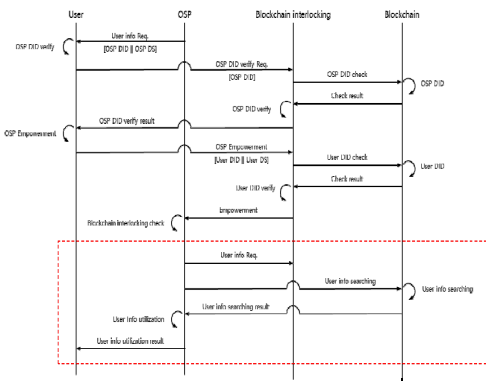 User OSP Blockchain interlocking Blockchain
User info Req.
[OSP DID || OSP DS]
OSP DID verify
OSP DID verify Req.
[OSP DID]
OSP DID check
OSP DID
Check result
OSP DID verify
OSP DID verify result
OSP Empowerment
OSP Empowerment
[User DID || User DS]
User DID check
User DID
Check result
User DID verify
Empowerment
Blockchain interlocking check
User info Req.
User info searching
User info searching
User info searching result
User Info utilization
User info utilization result